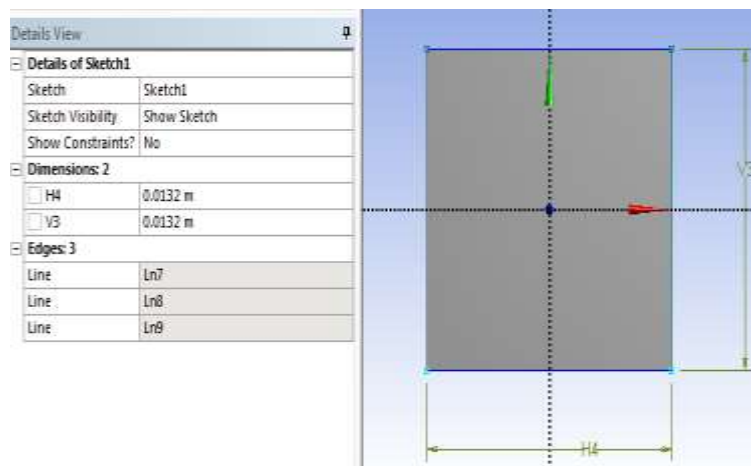 Details View
Details of Sketch1
Sketch Sketch1
Sketch Visibility Show Sketch
Show Constraints? No
Dimensions: 2
H4 0.0132 m
V3 0.0132 m
Edges: 3
Line Ln7
Line Ln8
Line Ln9
V3
H4